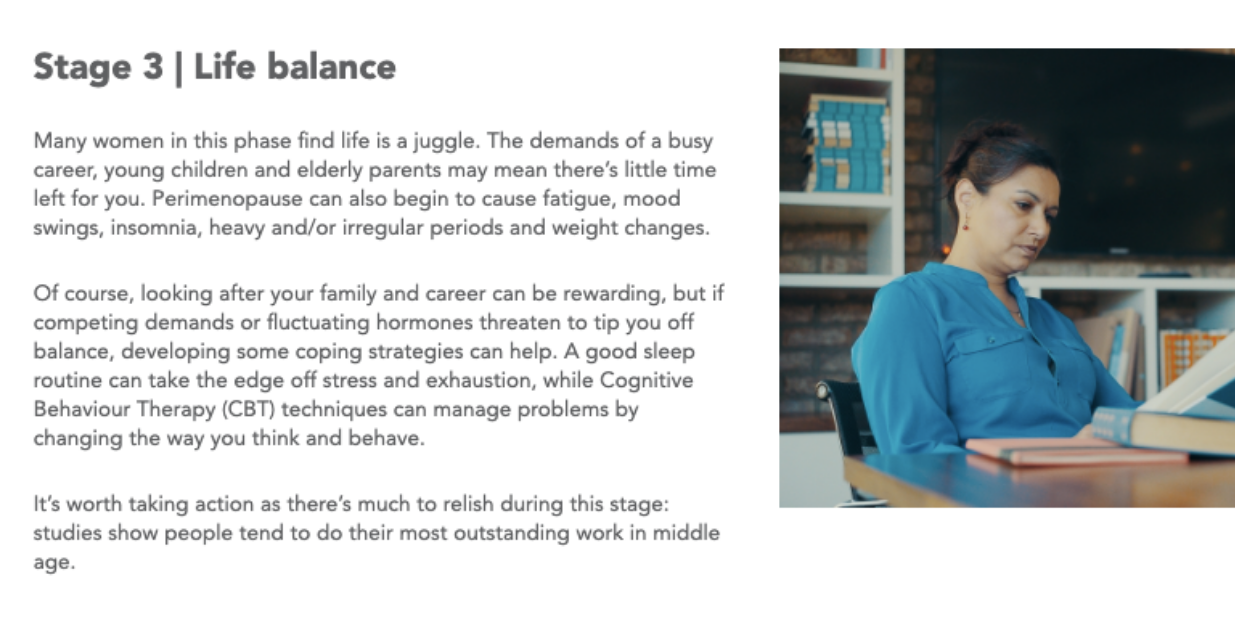 Stage 3 | Life balance
Many women in this phase find life is a juggle. The demands of a busy
career, young children and elderly parents may mean there’s little time
left for you. Perimenopause can also begin to cause fatigue, mood
swings, insomnia, heavy and/or irregular periods and weight changes.
Of course, looking after your family and career can be rewarding, but if
competing demands or fluctuating hormones threaten to tip you off
balance, developing some coping strategies can help. A good sleep
routine can take the edge off stress and exhaustion, while Cognitive
Behaviour Therapy (CBT) techniques can manage problems by
changing the way you think and behave.
It’s worth taking action as there’s much to relish during this stage:
studies show people tend to do their most outstanding work in middle
age.